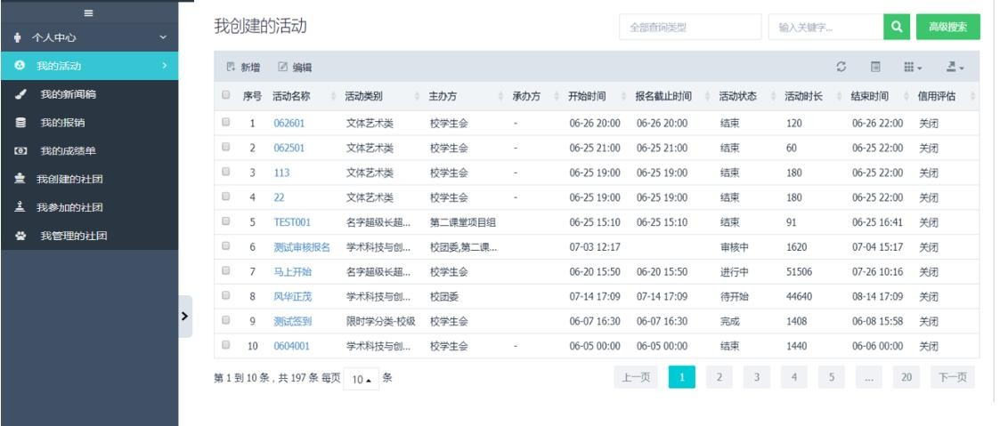 个人中心
我的活动
我的新闻稿
我的报销
我的成绩单
我创建的社团
我参加的社团
我管理的社团
我创建的活动
全部查询类型 输入关键字... 高级搜索
新增 编辑
序号 活动名称 活动类别 主办方 承办方 开始时间 报名截止时间 活动状态 活动时长 结束时间 信用评估
1 062601 文体艺术类 校学生会 - 06-26 20:00 06-26 20:00 结束 120 06-26 22:00 关闭
2 062501 文体艺术类 校学生会 - 06-25 21:00 06-25 21:00 结束 60 06-25 22:00 关闭
3 113 文体艺术类 校学生会 - 06-25 19:00 06-25 19:00 结束 180 06-25 22:00 关闭
4 22 文体艺术类 校学生会 - 06-25 19:00 06-25 19:00 结束 180 06-25 22:00 关闭
5 TEST001 名字超级长超... 第二课堂项目组 06-25 15:10 06-25 15:10 结束 91 06-25 16:41 关闭
6 测试审核报名 学术科技与创... 校团委,第二课... 07-03 12:17 审核中 1620 07-04 15:17 关闭
7 马上开始 名字超级长超... 校学生会 06-20 15:50 06-20 15:50 进行中 51506 07-26 10:16 关闭
8 风华正茂 学术科技与创... 校团委 07-14 17:09 07-14 17:09 待开始 44640 08-14 17:09 关闭
9 测试签到 限时学分类-校级 校学生会 06-07 16:30 06-07 16:30 完成 1408 06-08 15:58 关闭
10 0604001 学术科技与创... 校学生会 - 06-05 00:00 06-05 00:00 结束 1440 06-06 00:00 关闭
第 1 到 10 条，共 197 条 每页 10 条 上一页 1 2 3 4 5 ... 20 下一页